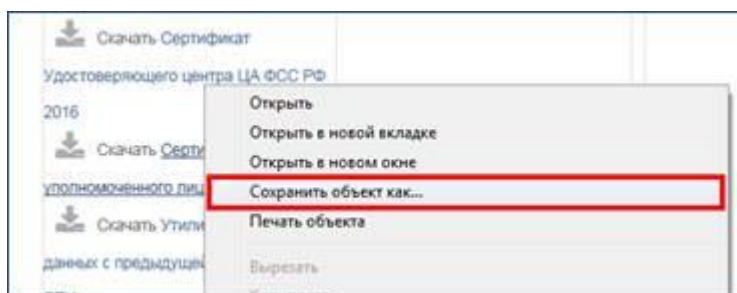 Скачать Сертификат
Удостоверяющего центра ЦА ФСС РФ
2016
Открыть
Открыть в новой вкладке
Скачать Серти
Открыть в новом окне
уполномоченного лиц
Сохранить объект как...
Скачать Утили
Печать объекта
данных с предыдущей
Вырезать